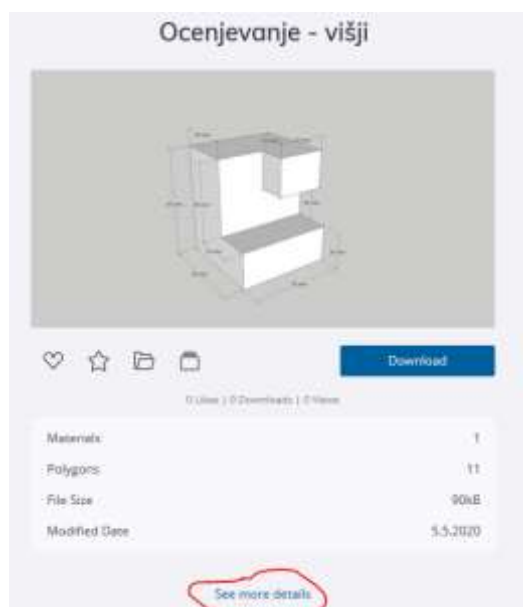 Ocenjevanje - višji
Download
0 Likes | 0 Downloads | 0 Views
Materials 1
Polygons 11
File Size 90kB
Modified Date 5.5.2020
See more details